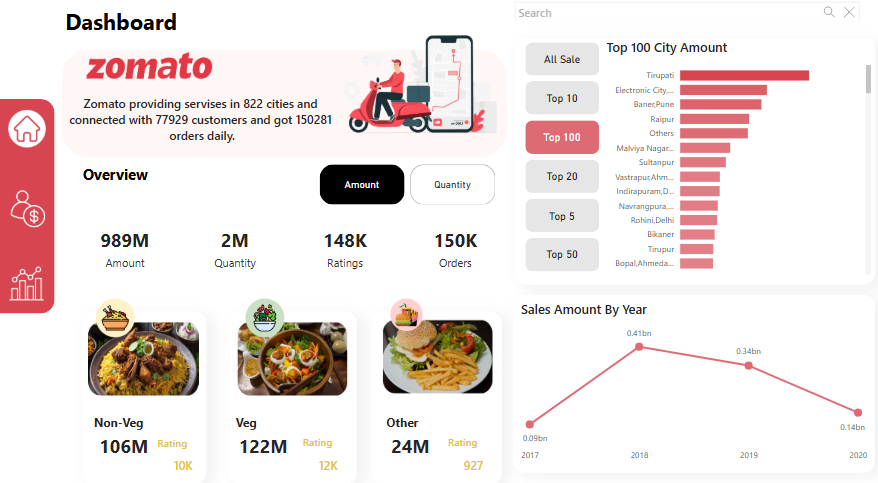 Dashboard
Search
zomato
Zomato providing servises in 822 cities and
connected with 77929 customers and got 150281
orders daily.
Overview
Amount
Quantity
989M
Amount
2M
Quantity
148K
Ratings
150K
Orders
Non-Veg
106M
Rating
10K
Veg
122M
Rating
12K
Other
24M
Rating
927
All Sale
Top 10
Top 100
Top 20
Top 5
Top 50
Top 100 City Amount
Tirupati
Electronic City,...
Baner,Pune
Raipur
Others
Malviya Nagar,...
Sultanpur
Vastrapur,Ahm...
Indirapuram,D...
Navrangpura,...
Rohini,Delhi
Bikaner
Tirupur
Bopal,Ahmeda...
Sales Amount By Year
0.09bn
0.41bn
0.34bn
0.14bn
2017
2018
2019
2020